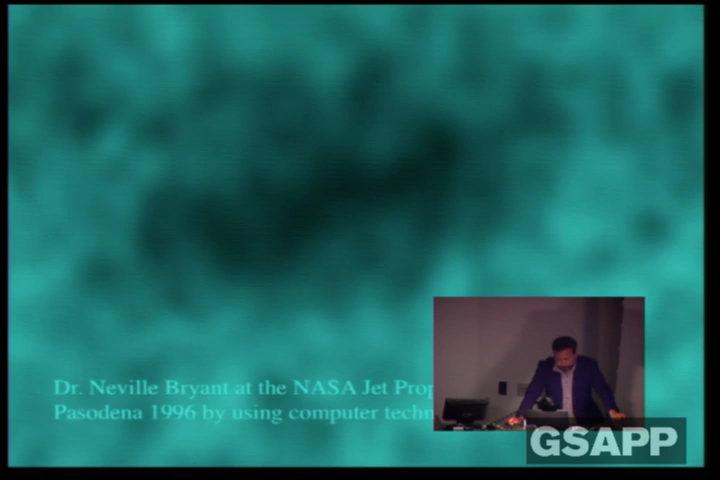 Dr. Neville Bryant at the NASA Jet Prop
Pasodena 1996 by using computer techn
GSAPP